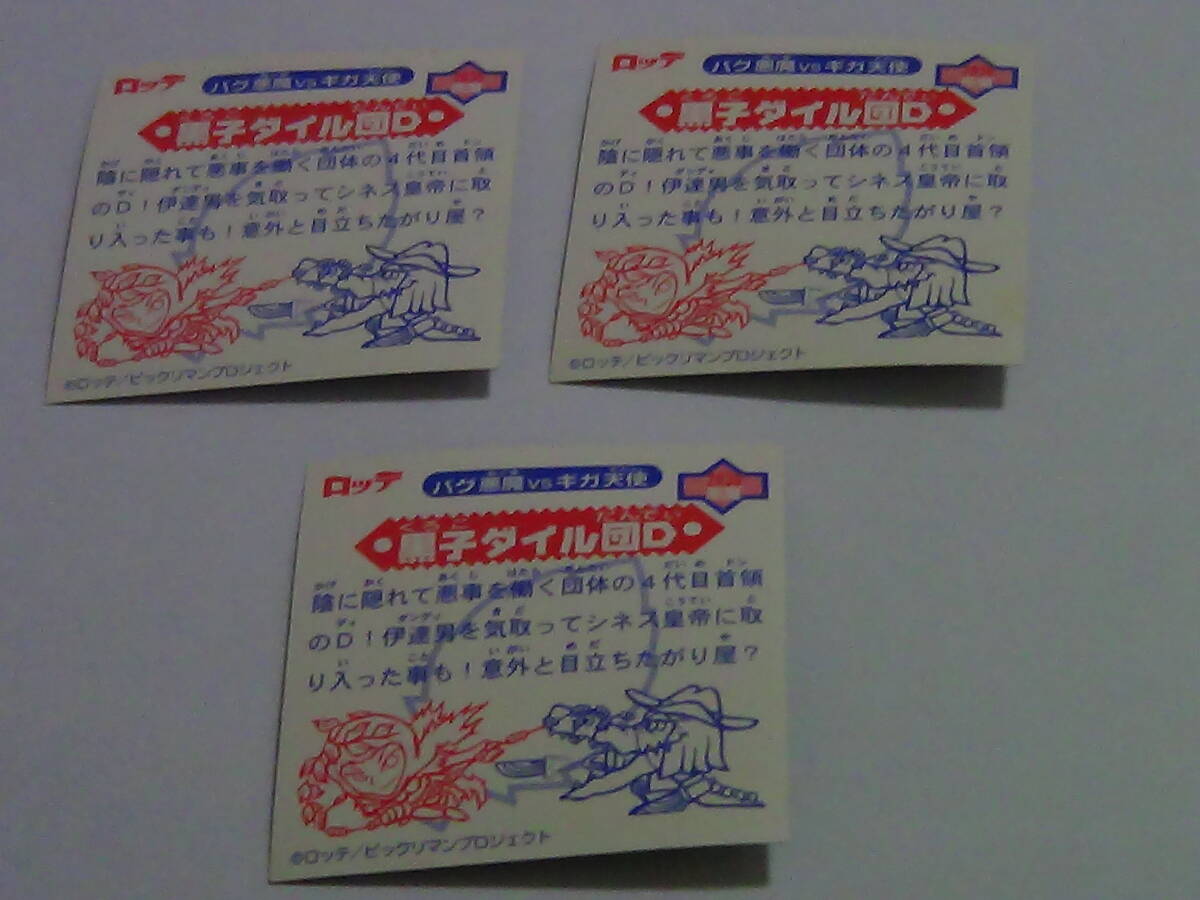 ロッテ
バグ悪魔VSギガ天使
黒子ダイル団D
陰に隠れて悪事を働く団体の4代目首領
のD!伊達男を気取ってシネス皇帝に取
り入った事も!意外と目立ちたがり屋?
©ロッテ/ビックリマンプロジェクト
ロッテ
バグ悪魔VSギガ天使
黒子ダイル団D
陰に隠れて悪事を働く団体の4代目首領
のD!伊達男を気取ってシネス皇帝に取
り入った事も!意外と目立ちたがり屋?
©ロッテ/ビックリマンプロジェクト
ロッテ
バグ悪魔VSギガ天使
黒子ダイル団D
陰に隠れて悪事を働く団体の4代目首領
のD!伊達男を気取ってシネス皇帝に取
り入った事も!意外と目立ちたがり屋?
©ロッテ/ビックリマンプロジェクト